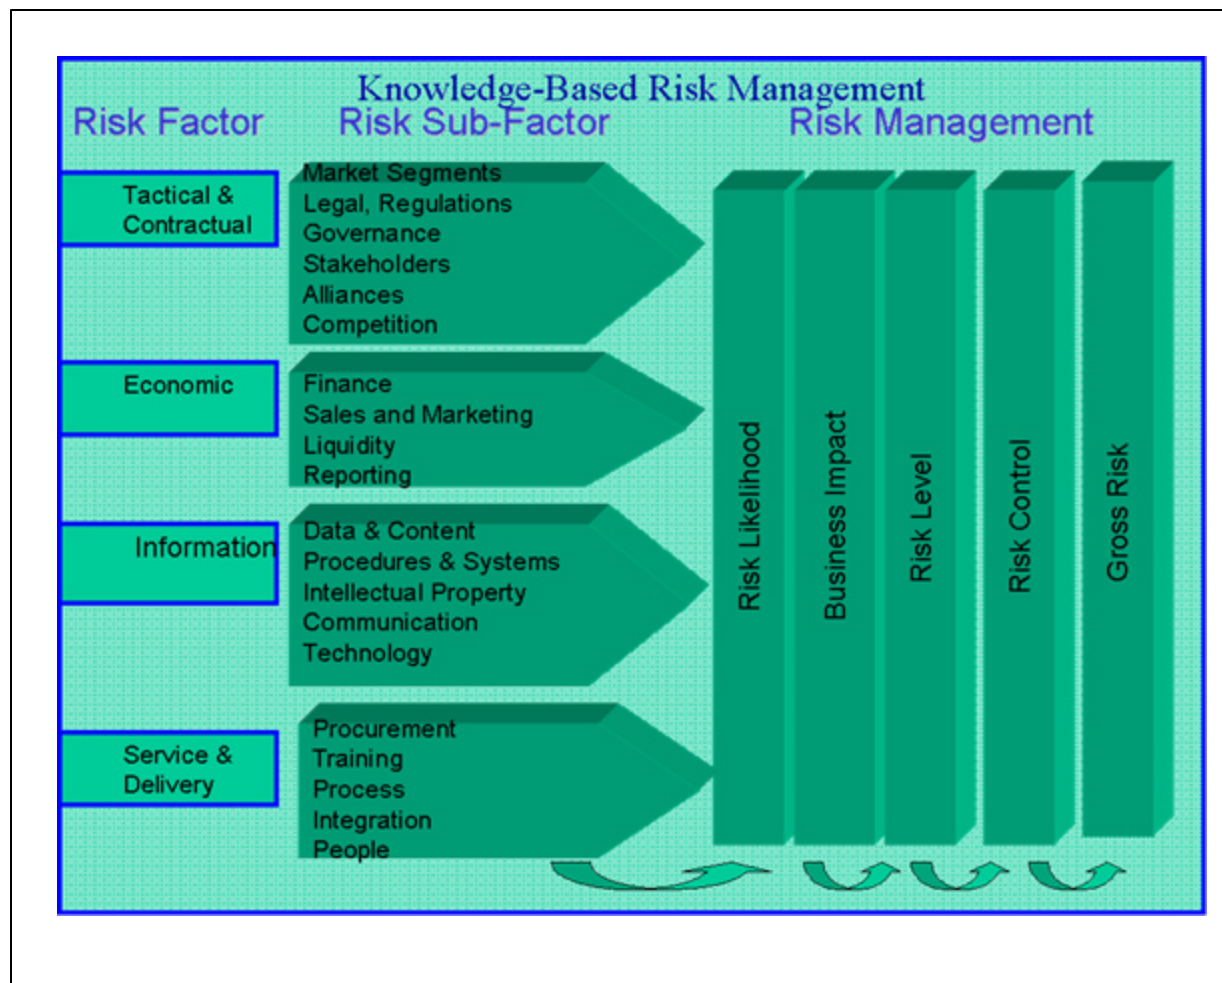 Knowledge-Based Risk Management
Risk Factor
Risk Sub-Factor
Risk Management
Tactical &
Contractual
Market Segments
Legal, Regulations
Governance
Stakeholders
Alliances
Competition
Economic
Finance
Sales and Marketing
Liquidity
Reporting
Information
Data & Content
Procedures & Systems
Intellectual Property
Communication
Technology
Service &
Delivery
Procurement
Training
Process
Integration
People
Risk Likelihood
Business Impact
Risk Level
Risk Control
Gross Risk